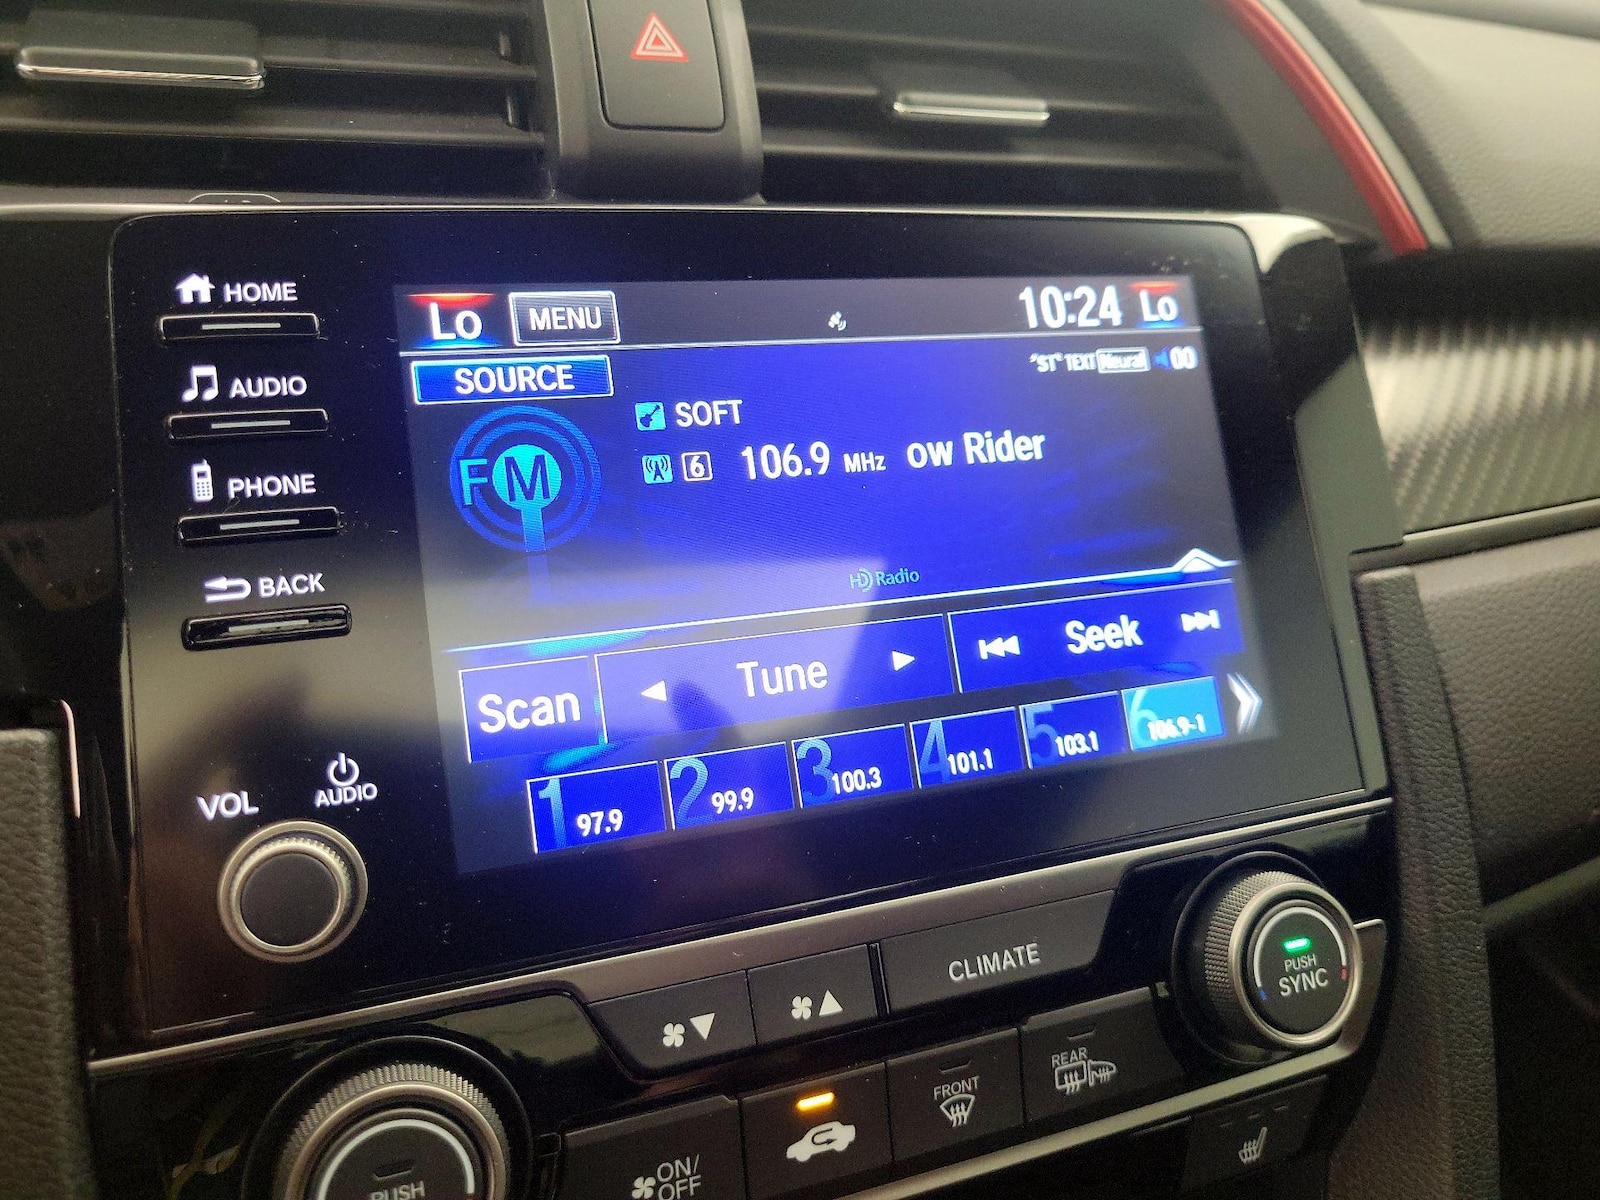 HOME
AUDIO
PHONE
BACK
VOL
AUDIO
Lo
MENU
10:24
Lo
SOURCE
"ST" TEXT Neural 00
FM
SOFT
6 106.9 MHz ow Rider
HD Radio
Scan
Tune
Seek
1 97.9
2 99.9
3 100.3
4 101.1
5 103.1
6 106.9-1
CLIMATE
PUSH
SYNC
FRONT
REAR
ON/
OFF
PUSH